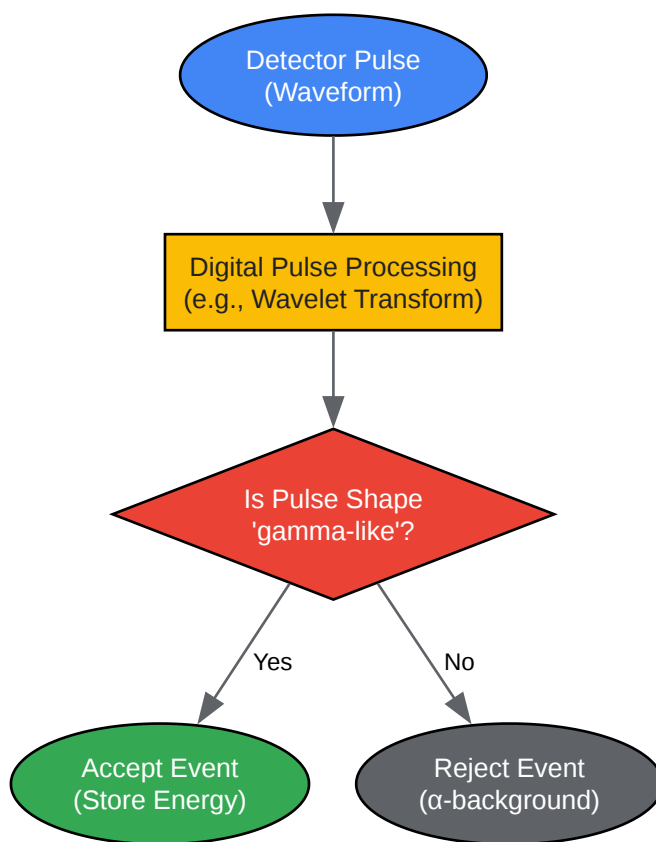 Detector Pulse
(Waveform)
Digital Pulse Processing
(e.g., Wavelet Transform)
Is Pulse Shape
'gamma-like'?
Yes
No
Accept Event
(Store Energy)
Reject Event
(α-background)